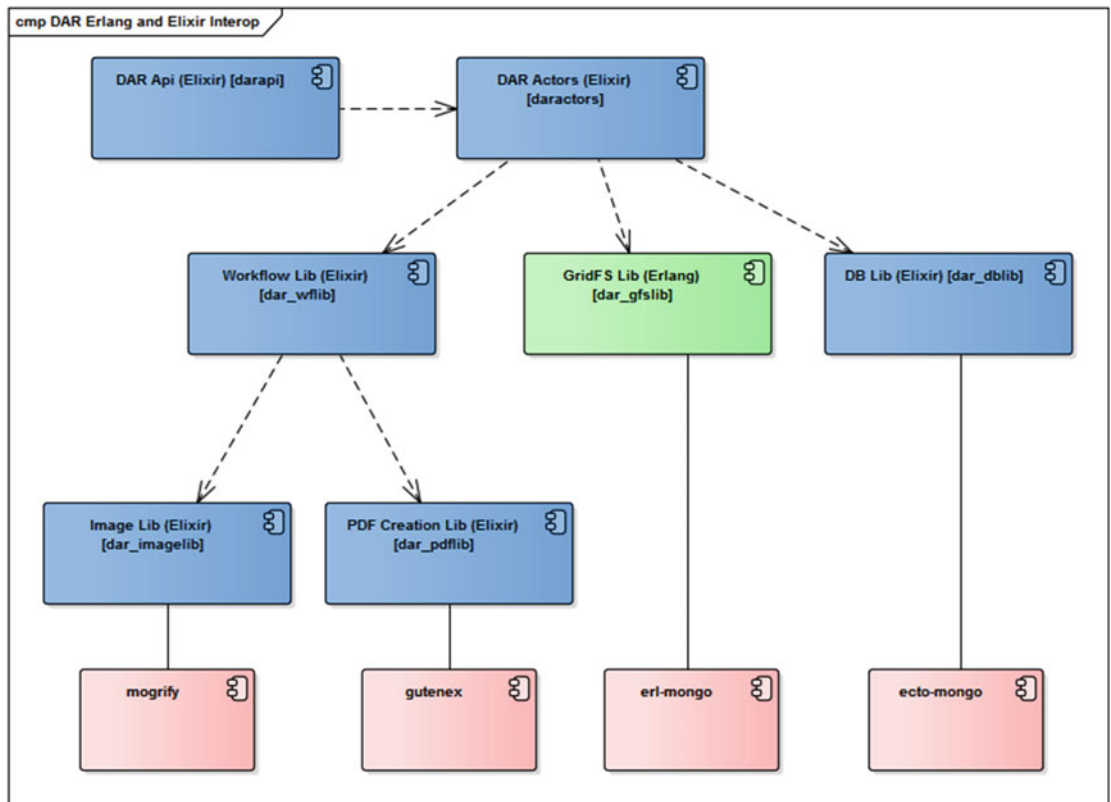 cmp DAR Erlang and Elixir Interop
DAR Api (Elixir) [darapi]
DAR Actors (Elixir)
[daractors]
Workflow Lib (Elixir)
[dar_wflib]
GridFS Lib (Erlang)
[dar_gfslib]
DB Lib (Elixir) [dar_dblib]
Image Lib (Elixir)
[dar_imagelib]
PDF Creation Lib (Elixir)
[dar_pdflib]
mogrify
gutenex
erl-mongo
ecto-mongo